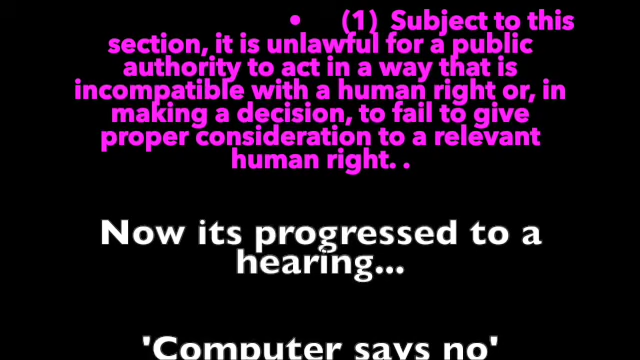 • (1) Subject to this
section, it is unlawful for a public
authority to act in a way that is
incompatible with a human right or, in
making a decision, to fail to give
proper consideration to a relevant
human right. .
Now its progressed to a
hearing...
'Computer says no'